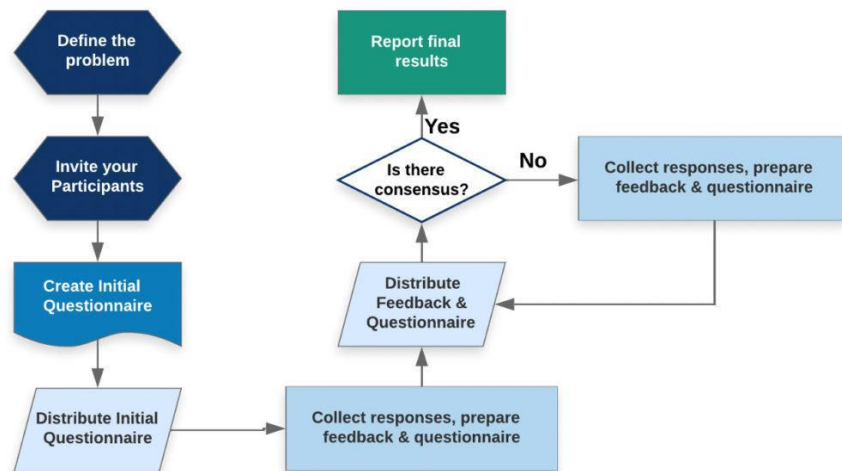 Define the
problem
Invite your
Participants
Create Initial
Questionnaire
Distribute Initial
Questionnaire
Collect responses, prepare
feedback & questionnaire
Distribute
Feedback &
Questionnaire
Is there
consensus?
Yes
Report final
results
No
Collect responses, prepare
feedback & questionnaire